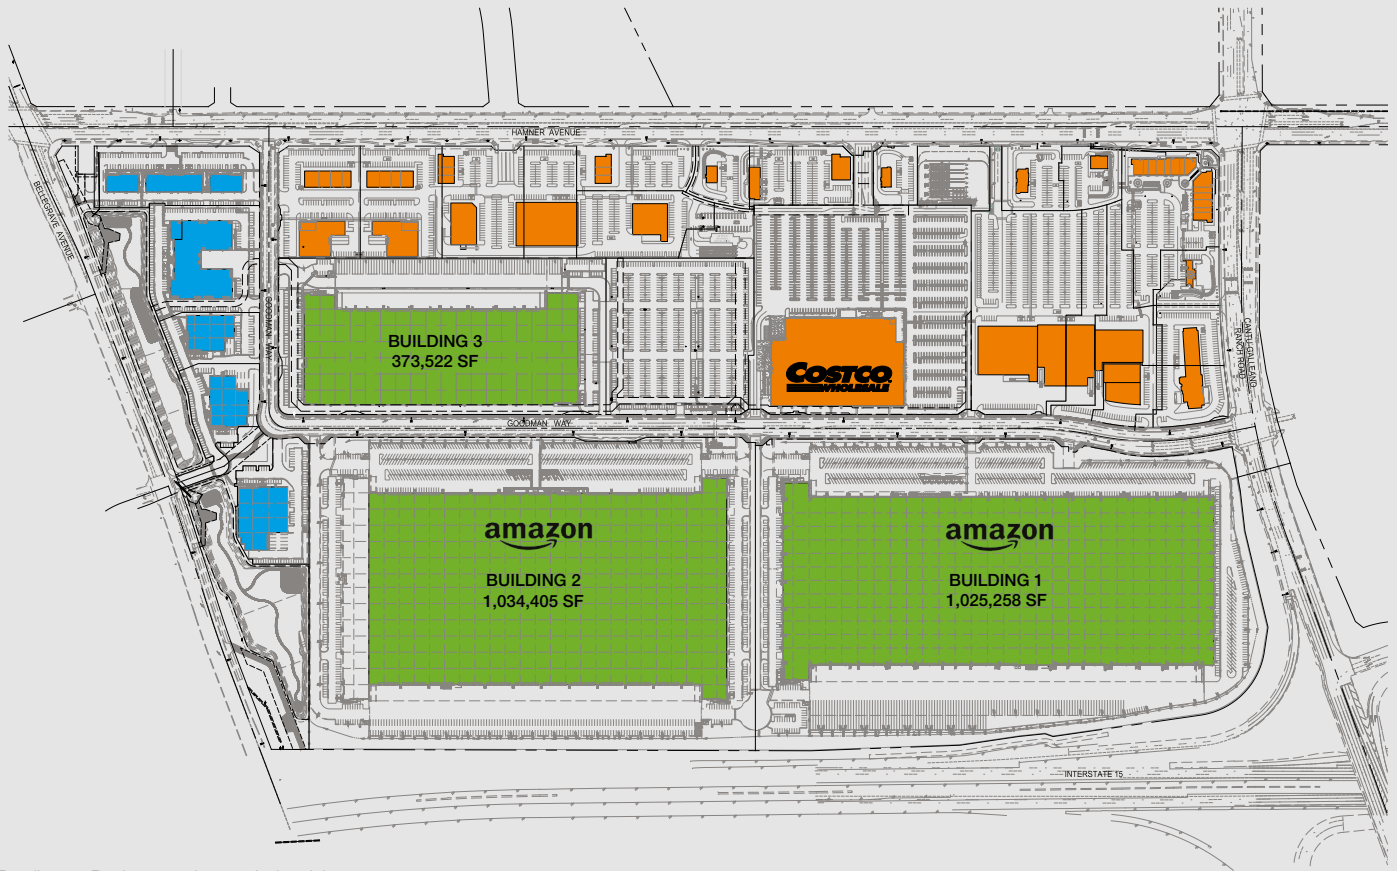 HAMNER AVENUE
BELLEGRAVE AVENUE
GOODMAN WAY
BUILDING 3
373,522 SF
COSTCO
WHOLESALE
CANTU-GALLEANO
RANCH ROAD
GOODMAN WAY
amazon
BUILDING 2
1,034,405 SF
amazon
BUILDING 1
1,025,258 SF
INTERSTATE 15